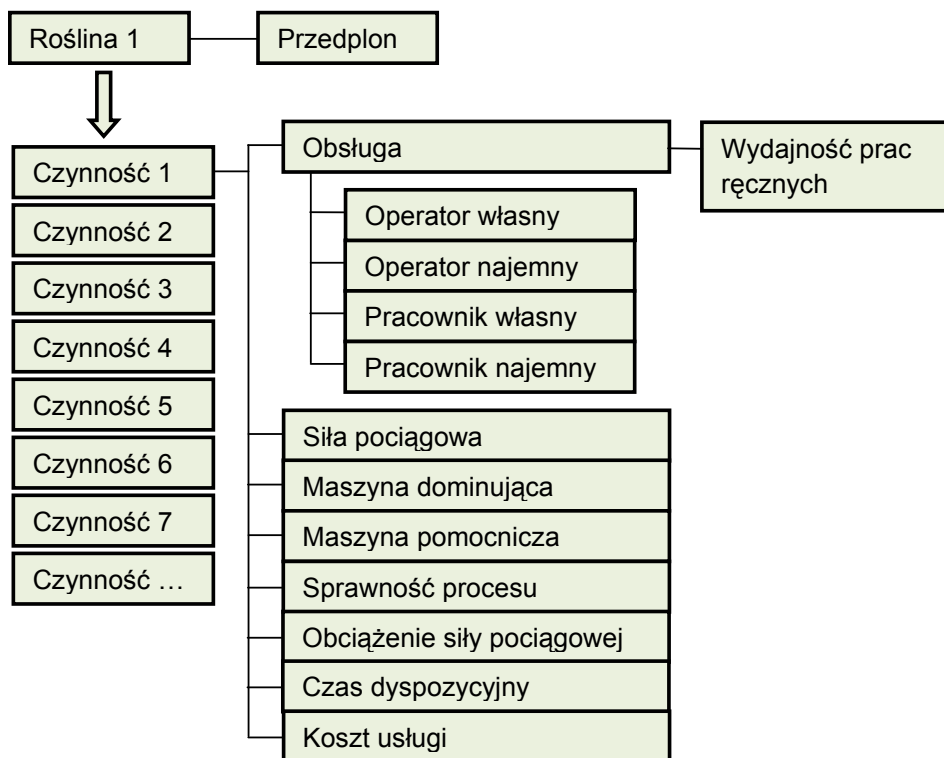 Roślina 1
Przedplon
Czynność 1
Czynność 2
Czynność 3
Czynność 4
Czynność 5
Czynność 6
Czynność 7
Czynność …
Obsługa
Wydajność prac
ręcznych
Operator własny
Operator najemny
Pracownik własny
Pracownik najemny
Siła pociągowa
Maszyna dominująca
Maszyna pomocnicza
Sprawność procesu
Obciążenie siły pociągowej
Czas dyspozycyjny
Koszt usługi